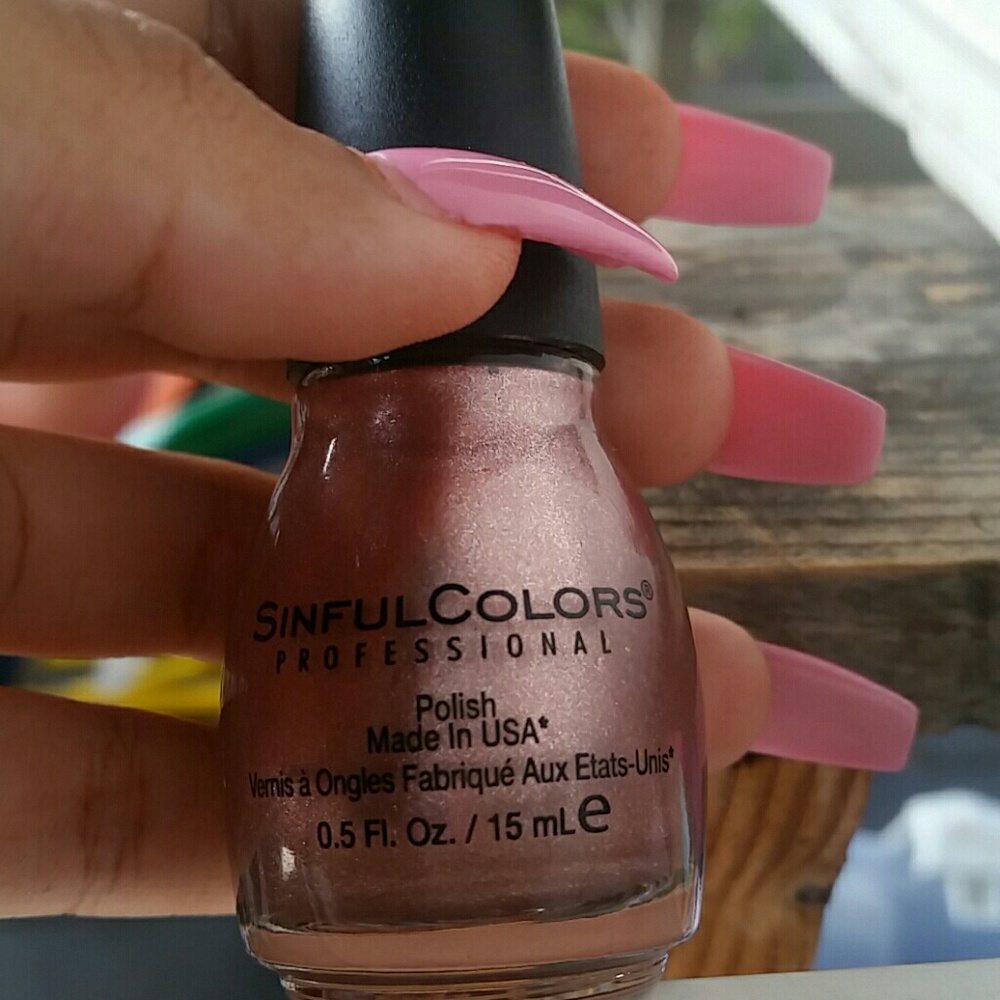 SINFULCOLORS®
PROFESSIONAL
Polish
Made In USA*
Vernis à Ongles Fabriqué Aux Etats-Unis*
0.5 Fl. Oz. / 15 mL e